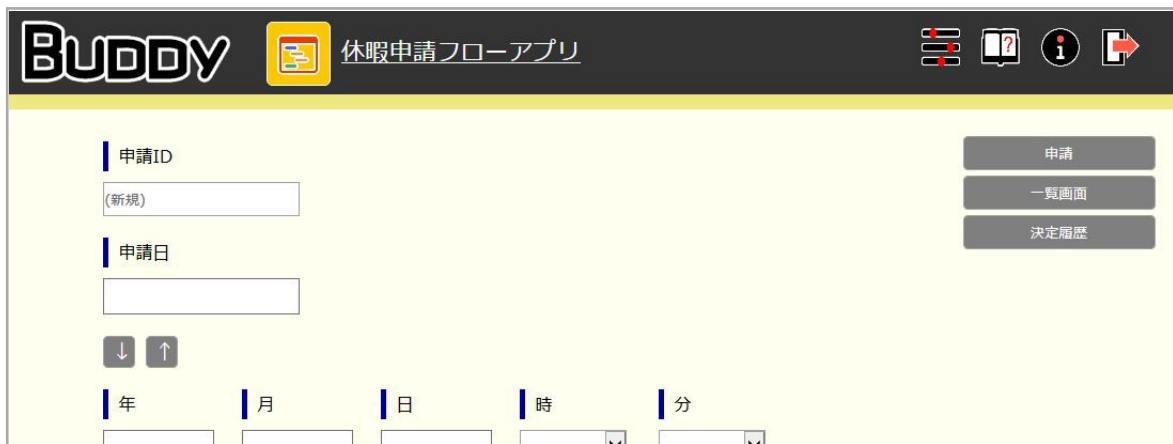 BUDDY 休暇申請フローアプリ ?
申請ID
(新規)
申請日
↓ ↑
年 月 日 時 分
申請
一覧画面
決定履歴